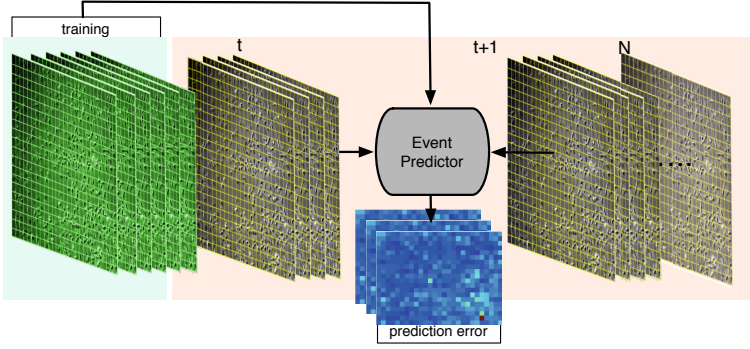 training
t
t+1
N
Event
Predictor
prediction error